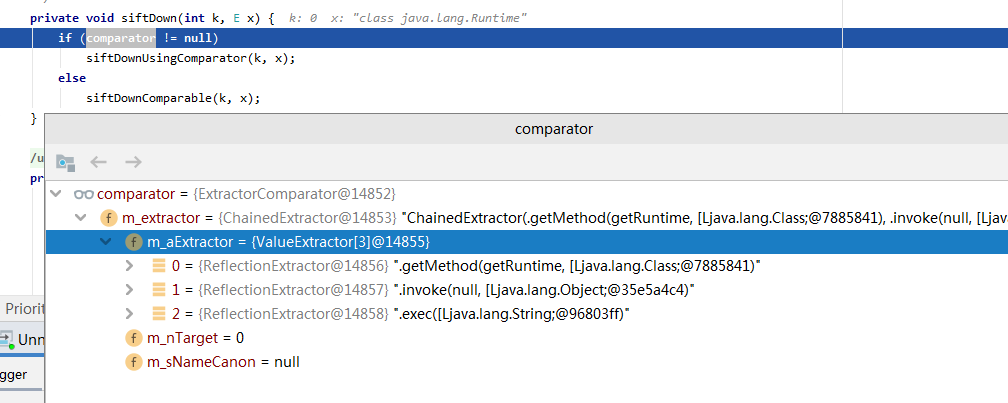 private void siftDown(int k, E x) { k: 0 x: "class java.lang.Runtime"
if (comparator != null)
siftDownUsingComparator(k, x);
else
siftDownComparable(k, x);
}
comparator
/u
pr
comparator = {ExtractorComparator@14852}
m_extractor = {ChainedExtractor@14853} "ChainedExtractor(.getMethod(getRuntime, [Ljava.lang.Class;@7885841), .invoke(null, [Ljava
m_aExtractor = {ValueExtractor[3]@14855}
0 = {ReflectionExtractor@14856} ".getMethod(getRuntime, [Ljava.lang.Class;@7885841)"
1 = {ReflectionExtractor@14857} ".invoke(null, [Ljava.lang.Object;@35e5a4c4)"
2 = {ReflectionExtractor@14858} ".exec([Ljava.lang.String;@96803ff)"
m_nTarget = 0
m_sNameCanon = null
Priorit
Unn
gger